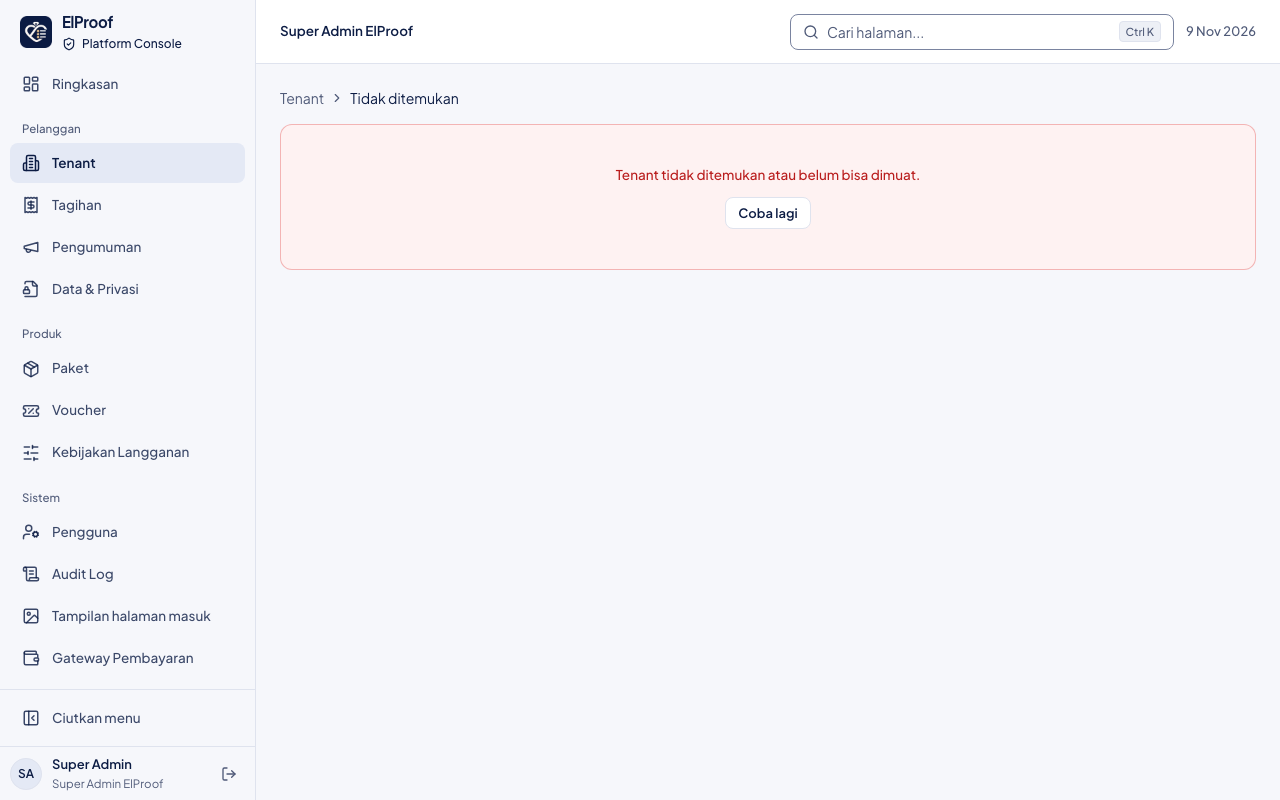 ElProof
Platform Console
Ringkasan
Pelanggan
Tenant
Tagihan
Pengumuman
Data & Privasi
Produk
Paket
Voucher
Kebijakan Langganan
Sistem
Pengguna
Audit Log
Tampilan halaman masuk
Gateway Pembayaran
Ciutkan menu
SA
Super Admin
Super Admin ElProof
Super Admin ElProof
Cari halaman...
Ctrl K
9 Nov 2026
Tenant > Tidak ditemukan
Tenant tidak ditemukan atau belum bisa dimuat.
Coba lagi